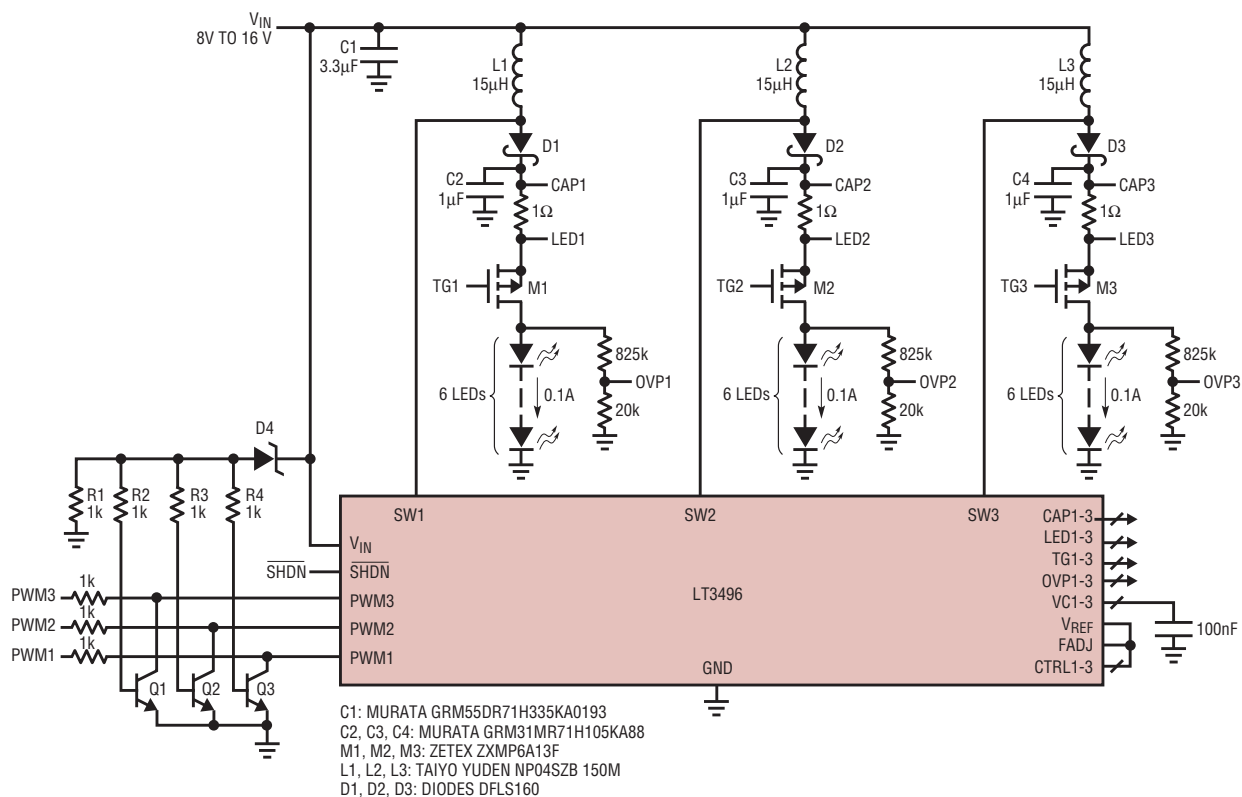 VIN
8V TO 16 V
C1
3.3µF
L1
15µH
L2
15µH
L3
15µH
D1
D2
D3
C2
1µF
CAP1
1Ω
C3
1µF
CAP2
1Ω
C4
1µF
CAP3
1Ω
LED1
LED2
LED3
TG1
M1
TG2
M2
TG3
M3
825k
825k
825k
6 LEDs
0.1A
OVP1
20k
6 LEDs
0.1A
OVP2
20k
6 LEDs
0.1A
OVP3
20k
D4
R1
1k
R2
1k
R3
1k
R4
1k
SW1
SW2
SW3
VIN
SHDN
SHDN
PWM3
1k
PWM3
PWM2
1k
PWM2
PWM1
1k
PWM1
LT3496
GND
CAP1-3
LED1-3
TG1-3
OVP1-3
VC1-3
VREF
FADJ
CTRL1-3
100nF
Q1
Q2
Q3
C1: MURATA GRM55DR71H335KA0193
C2, C3, C4: MURATA GRM31MR71H105KA88
M1, M2, M3: ZETEX ZXMP6A13F
L1, L2, L3: TAIYO YUDEN NP04SZB 150M
D1, D2, D3: DIODES DFLS160